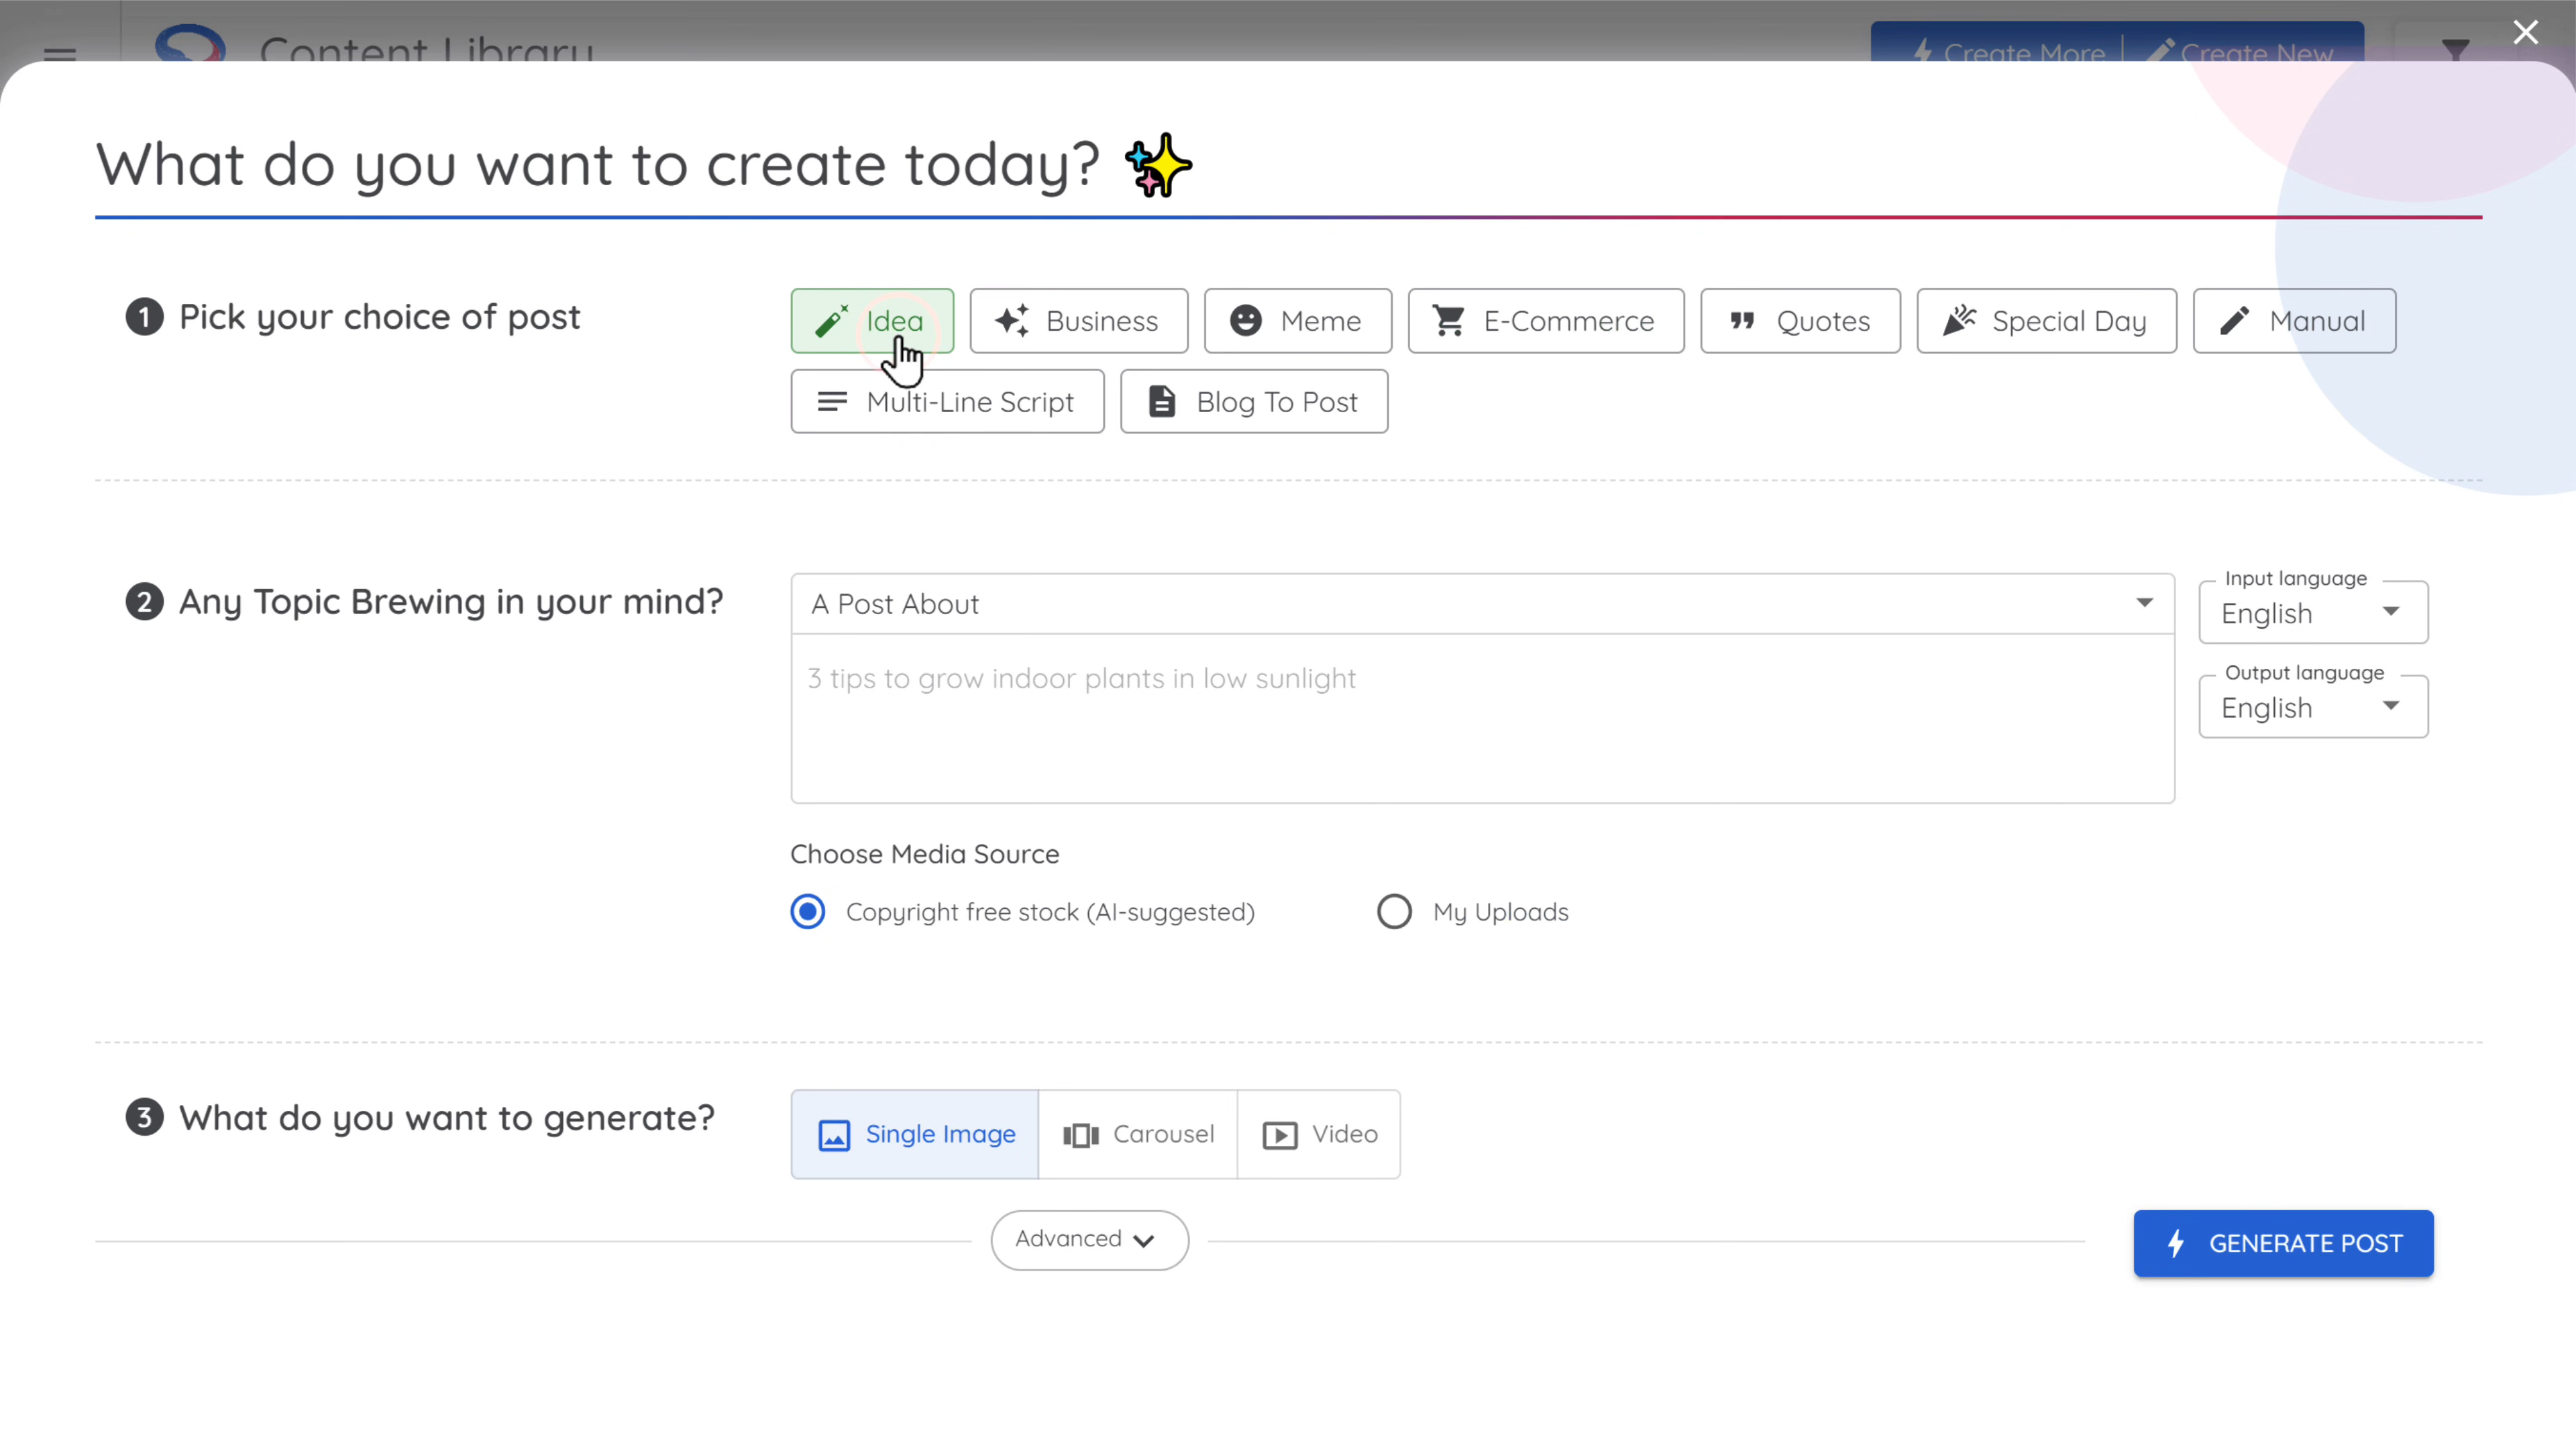 Content Library
Create More
Create New
What do you want to create today?
1 Pick your choice of post
Idea
Business
Meme
E-Commerce
Quotes
Special Day
Manual
Multi-Line Script
Blog To Post
2 Any Topic Brewing in your mind?
A Post About
Input language
English
3 tips to grow indoor plants in low sunlight
Output language
English
Choose Media Source
Copyright free stock (AI-suggested)
My Uploads
3 What do you want to generate?
Single Image
Carousel
Video
Advanced
GENERATE POST